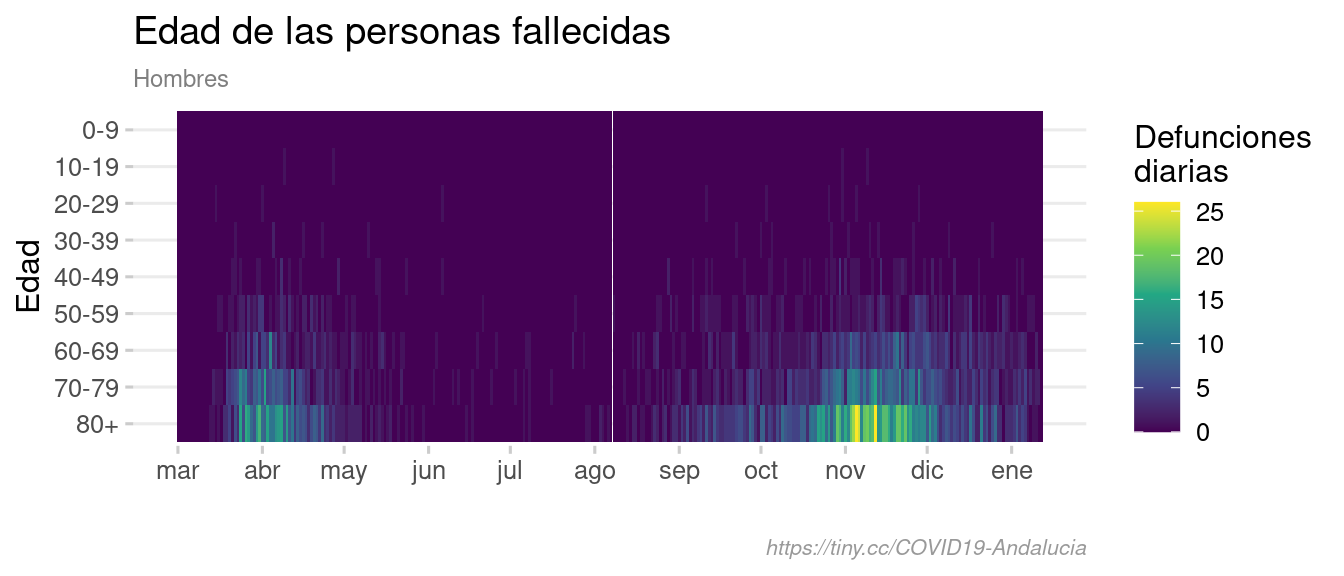 Edad de las personas fallecidas
Hombres
Edad
0-9
10-19
20-29
30-39
40-49
50-59
60-69
70-79
80+
mar abr may jun jul ago sep oct nov dic ene
Defunciones
diarias
25
20
15
10
5
0
https://tiny.cc/COVID19-Andalucia